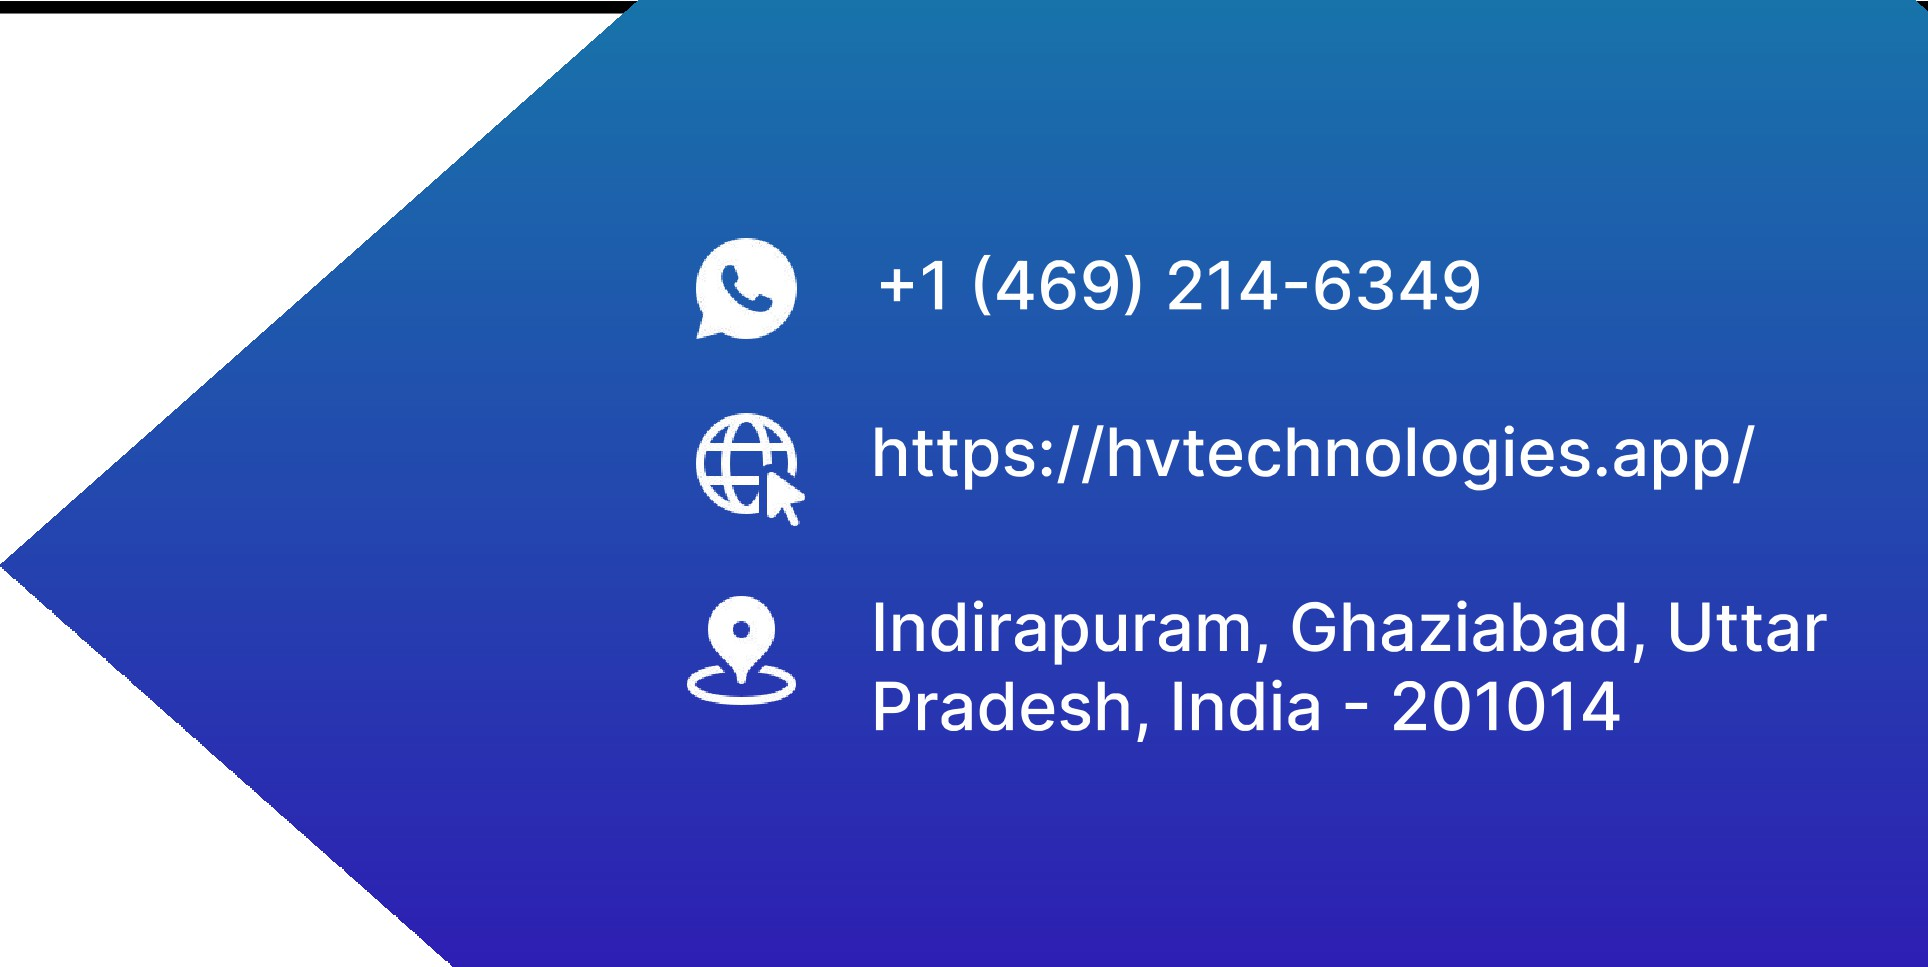 +1 (469) 214-6349
https://hvtechnologies.app/
Indirapuram, Ghaziabad, Uttar
Pradesh, India - 201014